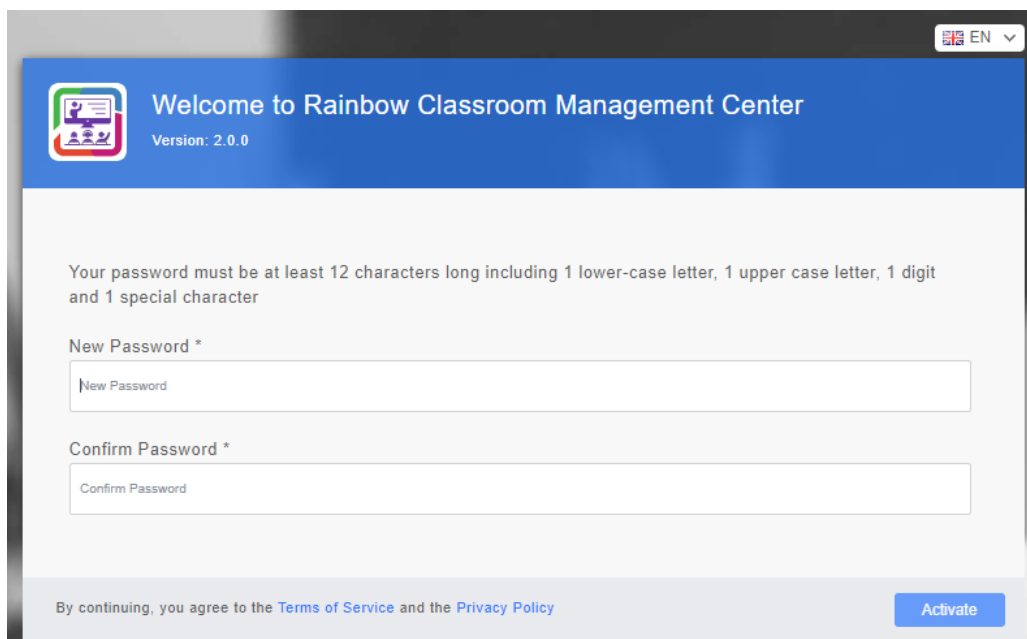 EN
Welcome to Rainbow Classroom Management Center
Version: 2.0.0
Your password must be at least 12 characters long including 1 lower-case letter, 1 upper case letter, 1 digit
and 1 special character
New Password *
New Password
Confirm Password *
Confirm Password
By continuing, you agree to the Terms of Service and the Privacy Policy
Activate